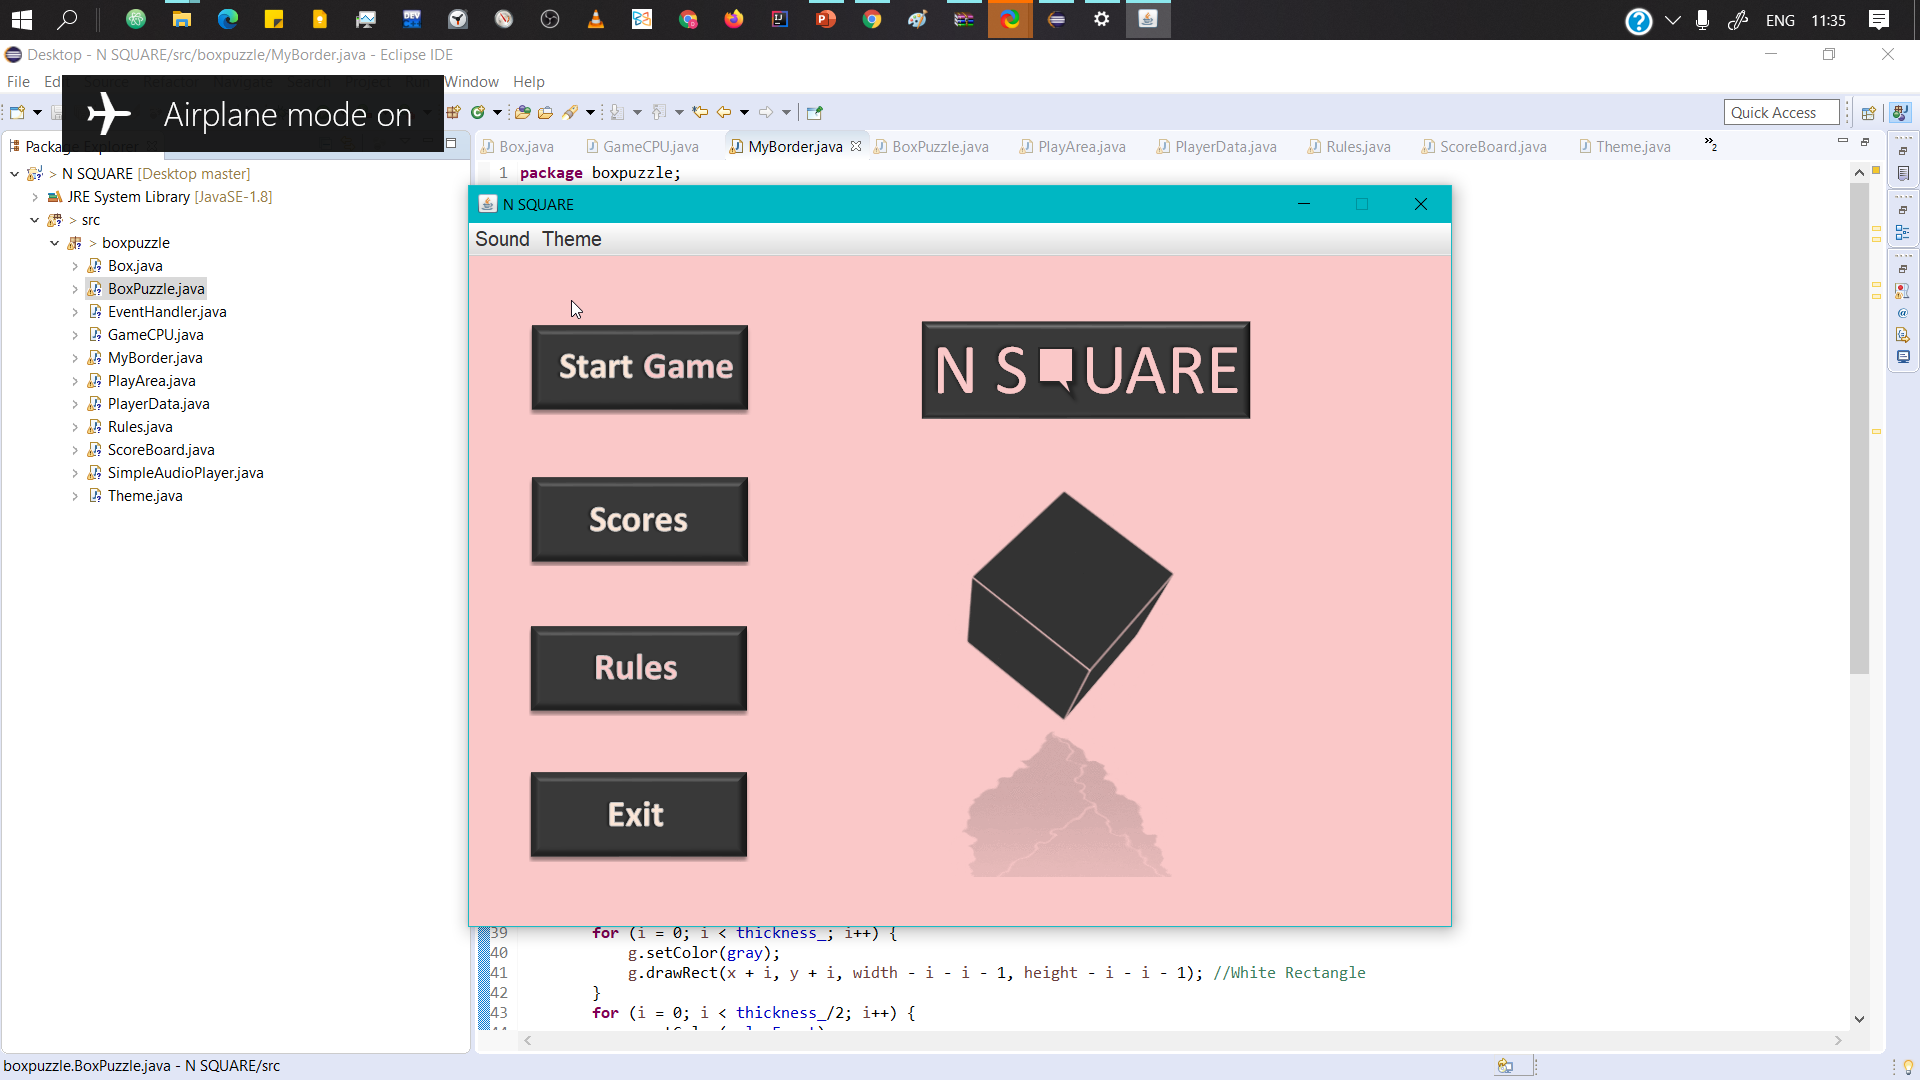 ENG 11:35
Desktop - N SQUARE/src/boxpuzzle/MyBorder.java - Eclipse IDE
File Window Help
Airplane mode on
Quick Access
Package Explorer
Box.java GameCPU.java MyBorder.java BoxPuzzle.java PlayArea.java PlayerData.java Rules.java ScoreBoard.java Theme.java »2
> N SQUARE [Desktop master]
JRE System Library [JavaSE-1.8]
> src
> boxpuzzle
Box.java
BoxPuzzle.java
EventHandler.java
GameCPU.java
MyBorder.java
PlayArea.java
PlayerData.java
Rules.java
ScoreBoard.java
SimpleAudioPlayer.java
Theme.java
1 package boxpuzzle;
N SQUARE
Sound Theme
Start Game
N SQUARE
Scores
Rules
Exit
39 for (i = 0; i < thickness_; i++) {
40 g.setColor(gray);
41 g.drawRect(x + i, y + i, width - i - i - 1, height - i - i - 1); //White Rectangle
42 }
43 for (i = 0; i < thickness_/2; i++) {
boxpuzzle.BoxPuzzle.java - N SQUARE/src